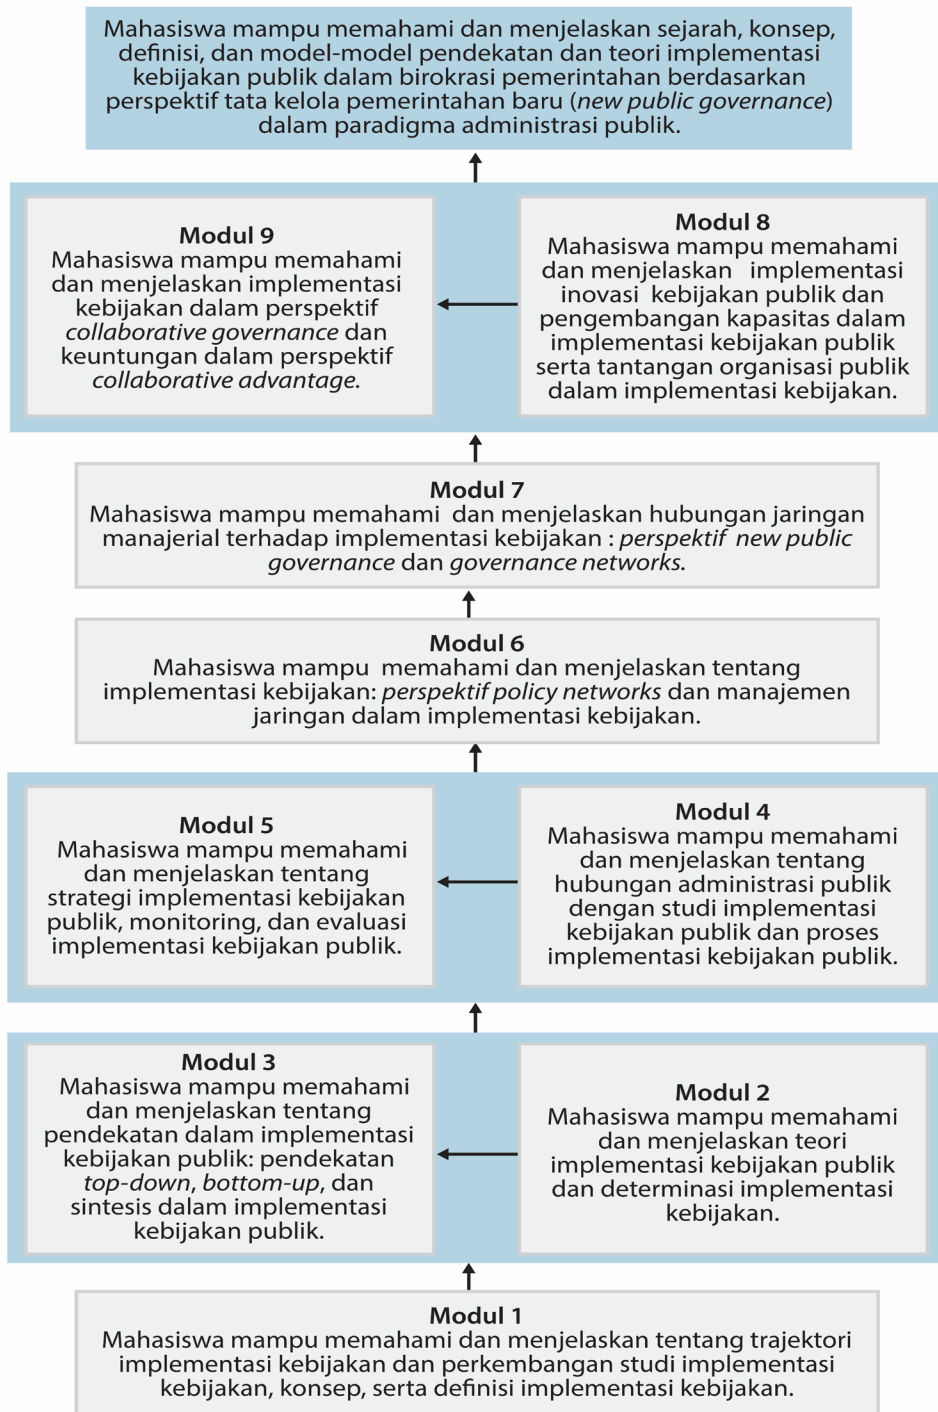 Mahasiswa mampu memahami dan menjelaskan sejarah, konsep,
definisi, dan model-model pendekatan dan teori implementasi
kebijakan publik dalam birokrasi pemerintahan berdasarkan
perspektif tata kelola pemerintahan baru (new public governance)
dalam paradigma administrasi publik.
Modul 9
Mahasiswa mampu memahami
dan menjelaskan implementasi
kebijakan dalam perspektif
collaborative governance dan
keuntungan dalam perspektif
collaborative advantage.
Modul 8
Mahasiswa mampu memahami
dan menjelaskan implementasi
inovasi kebijakan publik dan
pengembangan kapasitas dalam
implementasi kebijakan publik
serta tantangan organisasi publik
dalam implementasi kebijakan.
Modul 7
Mahasiswa mampu memahami dan menjelaskan hubungan jaringan
manajerial terhadap implementasi kebijakan : perspektif new public
governance dan governance networks.
Modul 6
Mahasiswa mampu memahami dan menjelaskan tentang
implementasi kebijakan: perspektif policy networks dan manajemen
jaringan dalam implementasi kebijakan.
Modul 5
Mahasiswa mampu memahami
dan menjelaskan tentang
strategi implementasi kebijakan
publik, monitoring, dan evaluasi
implementasi kebijakan publik.
Modul 4
Mahasiswa mampu memahami
dan menjelaskan tentang
hubungan administrasi publik
dengan studi implementasi
kebijakan publik dan proses
implementasi kebijakan publik.
Modul 3
Mahasiswa mampu memahami
dan menjelaskan tentang
pendekatan dalam implementasi
kebijakan publik: pendekatan
top-down, bottom-up, dan
sintesis dalam implementasi
kebijakan publik.
Modul 2
Mahasiswa mampu memahami
dan menjelaskan teori
implementasi kebijakan publik
dan determinasi implementasi
kebijakan.
Modul 1
Mahasiswa mampu memahami dan menjelaskan tentang trajektori
implementasi kebijakan dan perkembangan studi implementasi
kebijakan, konsep, serta definisi implementasi kebijakan.